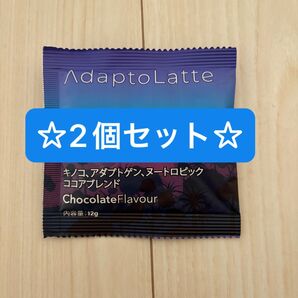 AdaptoLatte
☆2個セット☆
キノコ、アダプトゲン、ヌートロピック
ココアブレンド
ChocolateFlavour
内容量:12g